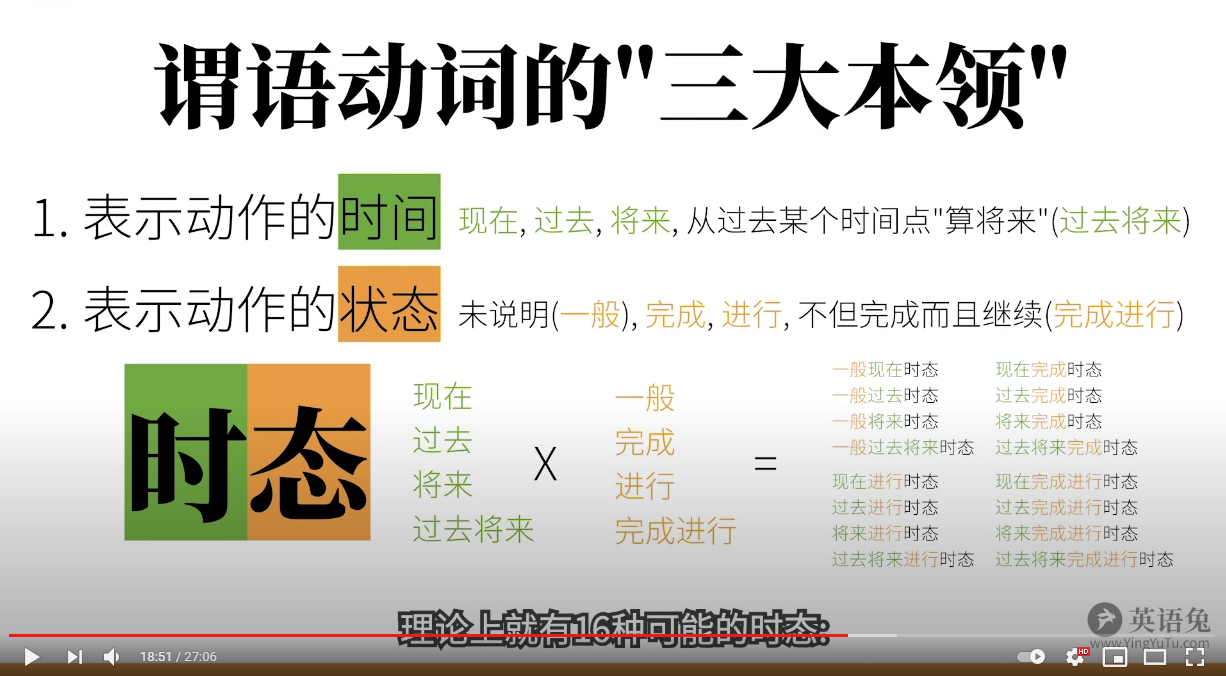 谓语动词的"三大本领"
1. 表示动作的时间 现在, 过去, 将来, 从过去某个时间点"算将来"(过去将来)
2. 表示动作的状态 未说明(一般), 完成, 进行, 不但完成而且继续(完成进行)
时态
现在
过去
将来
过去将来
X
一般
完成
进行
完成进行
=
一般现在时态
一般过去时态
一般将来时态
一般过去将来时态
现在完成时态
过去完成时态
将来完成时态
过去将来完成时态
现在进行时态
过去进行时态
将来进行时态
过去将来进行时态
现在完成进行时态
过去完成进行时态
将来完成进行时态
过去将来完成进行时态
理论上就有16种可能的时态:
英语兔
www.YingYuTu.com
18:51 / 27:06
HD